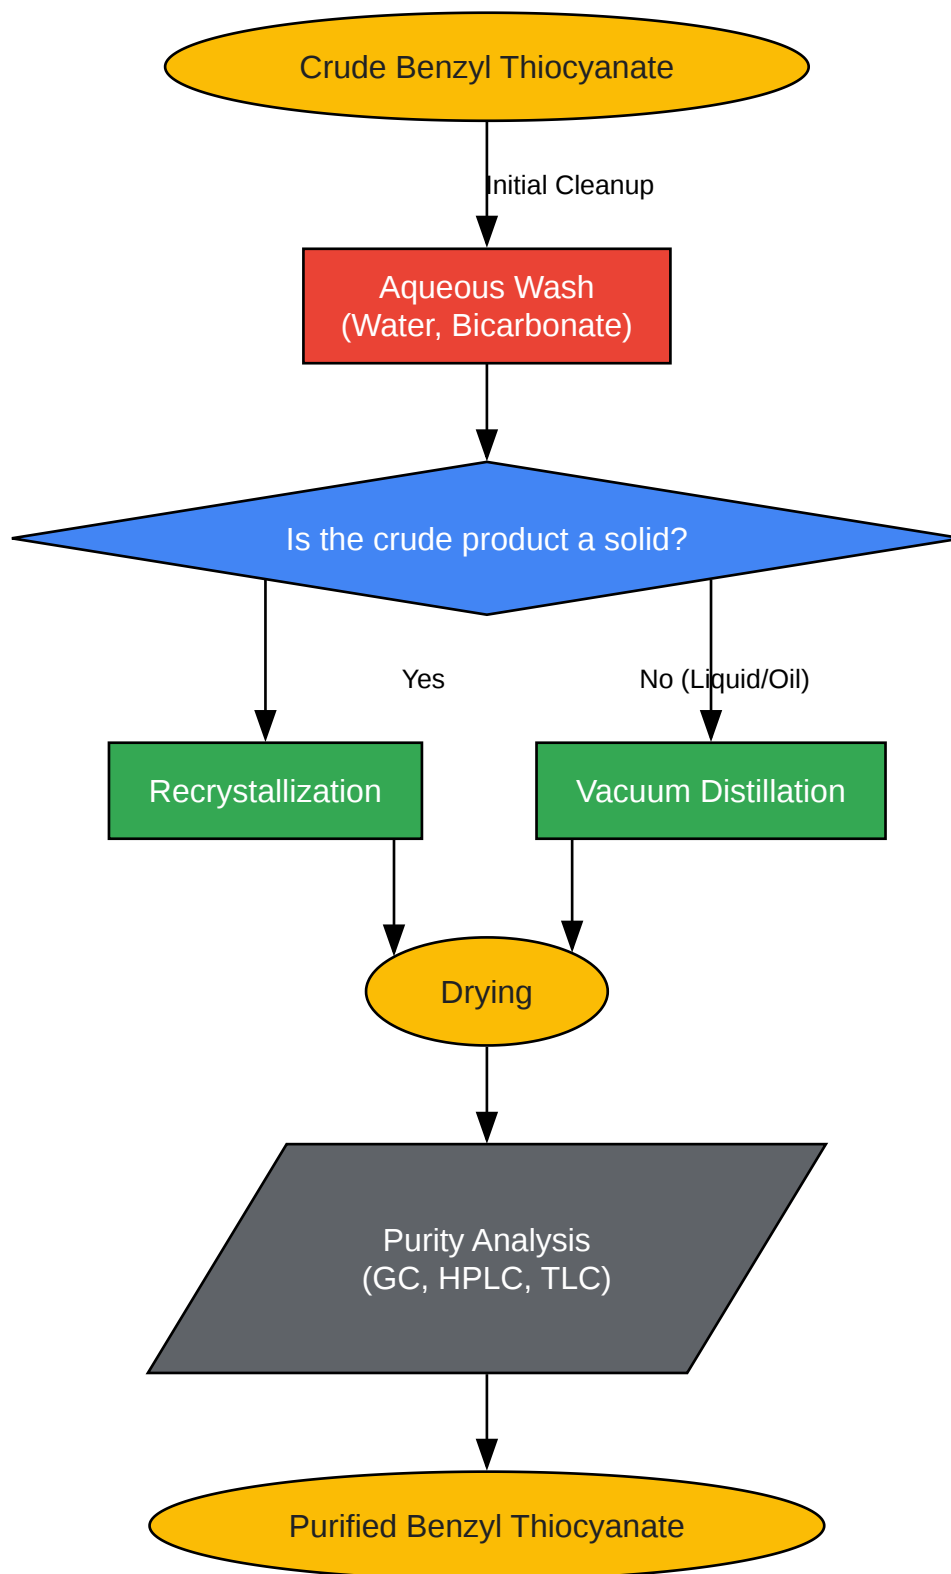 Crude Benzyl Thiocyanate
Initial Cleanup
Aqueous Wash
(Water, Bicarbonate)
Is the crude product a solid?
Yes
No (Liquid/Oil)
Recrystallization
Vacuum Distillation
Drying
Purity Analysis
(GC, HPLC, TLC)
Purified Benzyl Thiocyanate